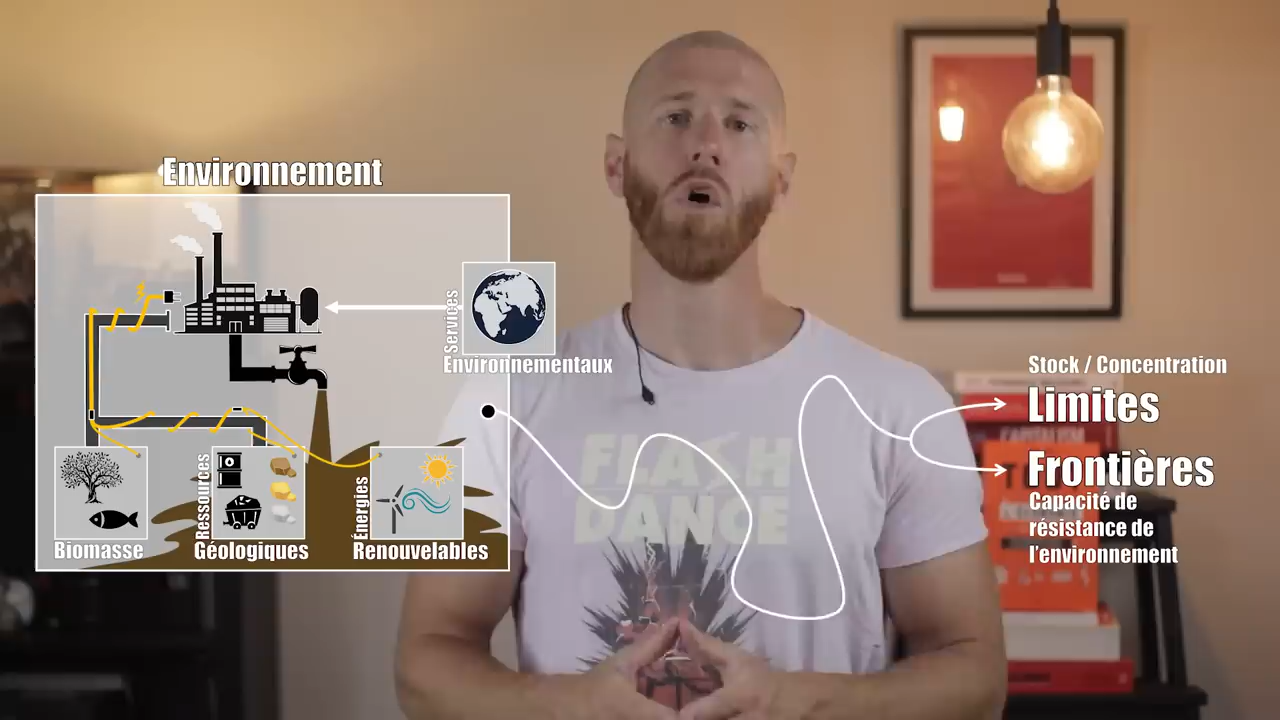 Environnement
Services
Environnementaux
Biomasse
Ressources
Géologiques
Énergies
Renouvelables
Stock / Concentration
Limites
Frontières
Capacité de
résistance de
l'environnement
FLASH
DANCE
CAPITALISM